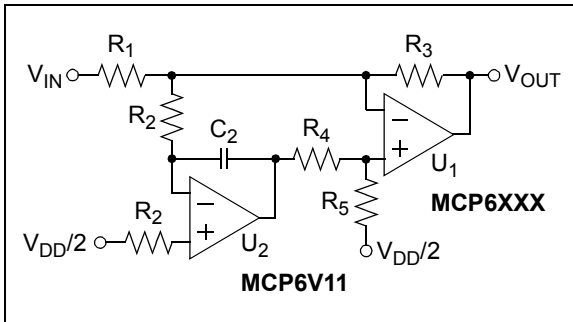 R1
R3
VIN
VOUT
R2
C2
R4
U1
R5
MCP6XXX
R2
VDD/2
U2
VDD/2
MCP6V11